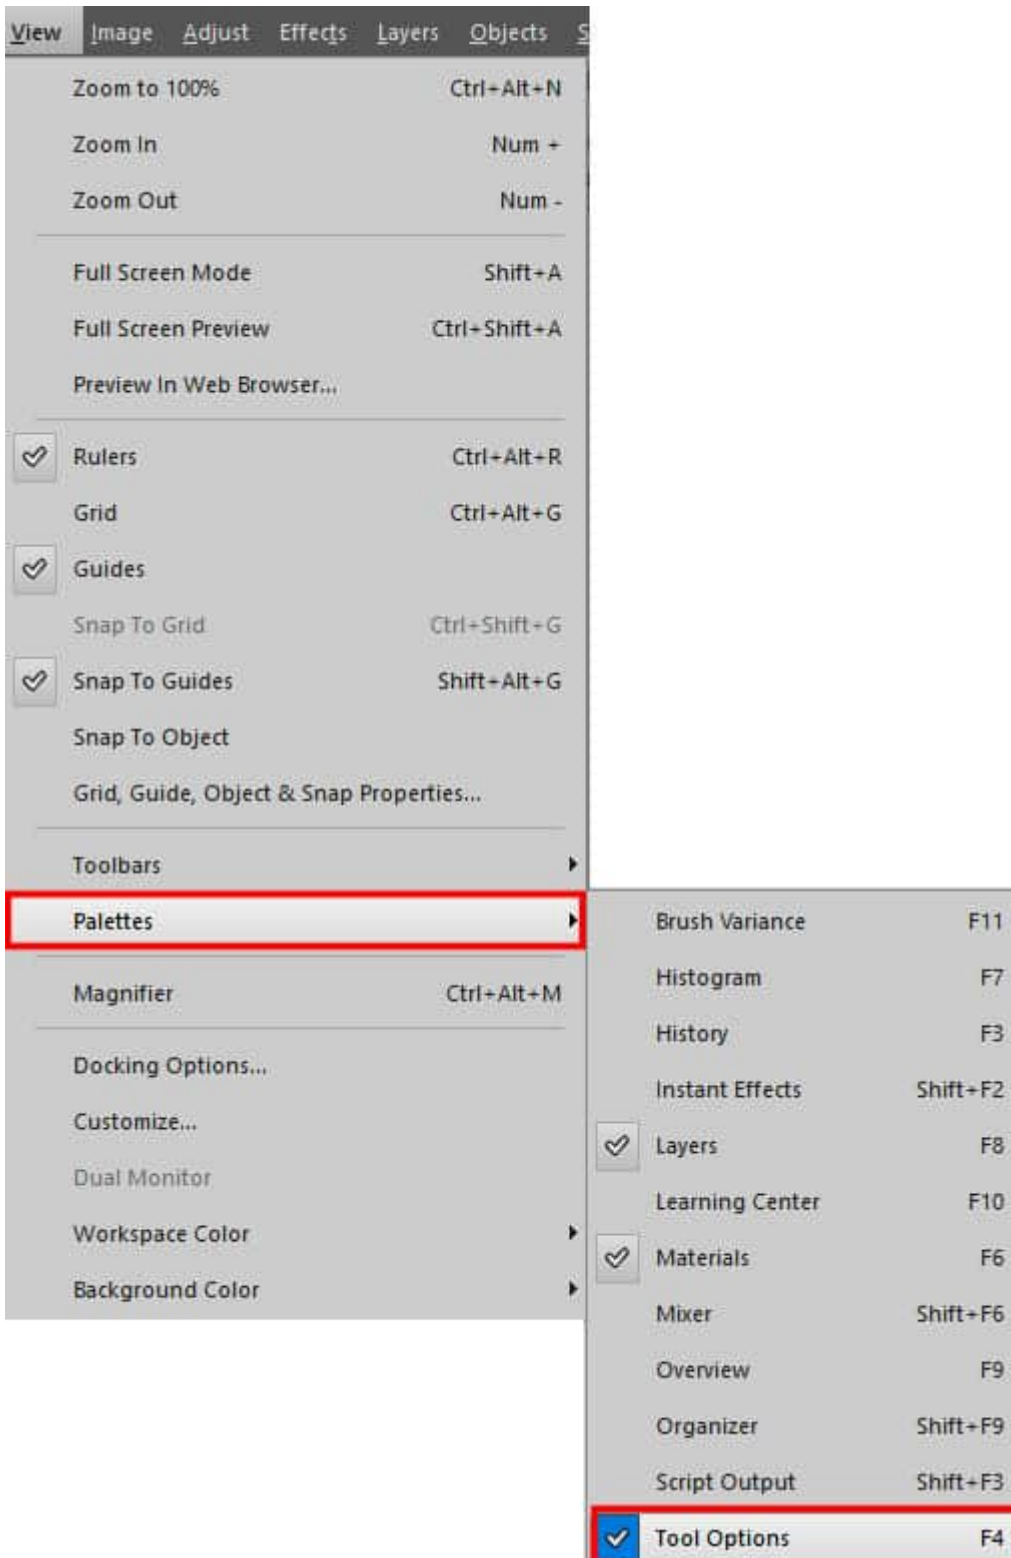 View Image Adjust Effects Layers Objects S
Zoom to 100% Ctrl+Alt+N
Zoom In Num +
Zoom Out Num -
Full Screen Mode Shift+A
Full Screen Preview Ctrl+Shift+A
Preview In Web Browser...
Rulers Ctrl+Alt+R
Grid Ctrl+Alt+G
Guides
Snap To Grid Ctrl+Shift+G
Snap To Guides Shift+Alt+G
Snap To Object
Grid, Guide, Object & Snap Properties...
Toolbars
Palettes
Magnifier Ctrl+Alt+M
Docking Options...
Customize...
Dual Monitor
Workspace Color
Background Color
Brush Variance F11
Histogram F7
History F3
Instant Effects Shift+F2
Layers F8
Learning Center F10
Materials F6
Mixer Shift+F6
Overview F9
Organizer Shift+F9
Script Output Shift+F3
Tool Options F4